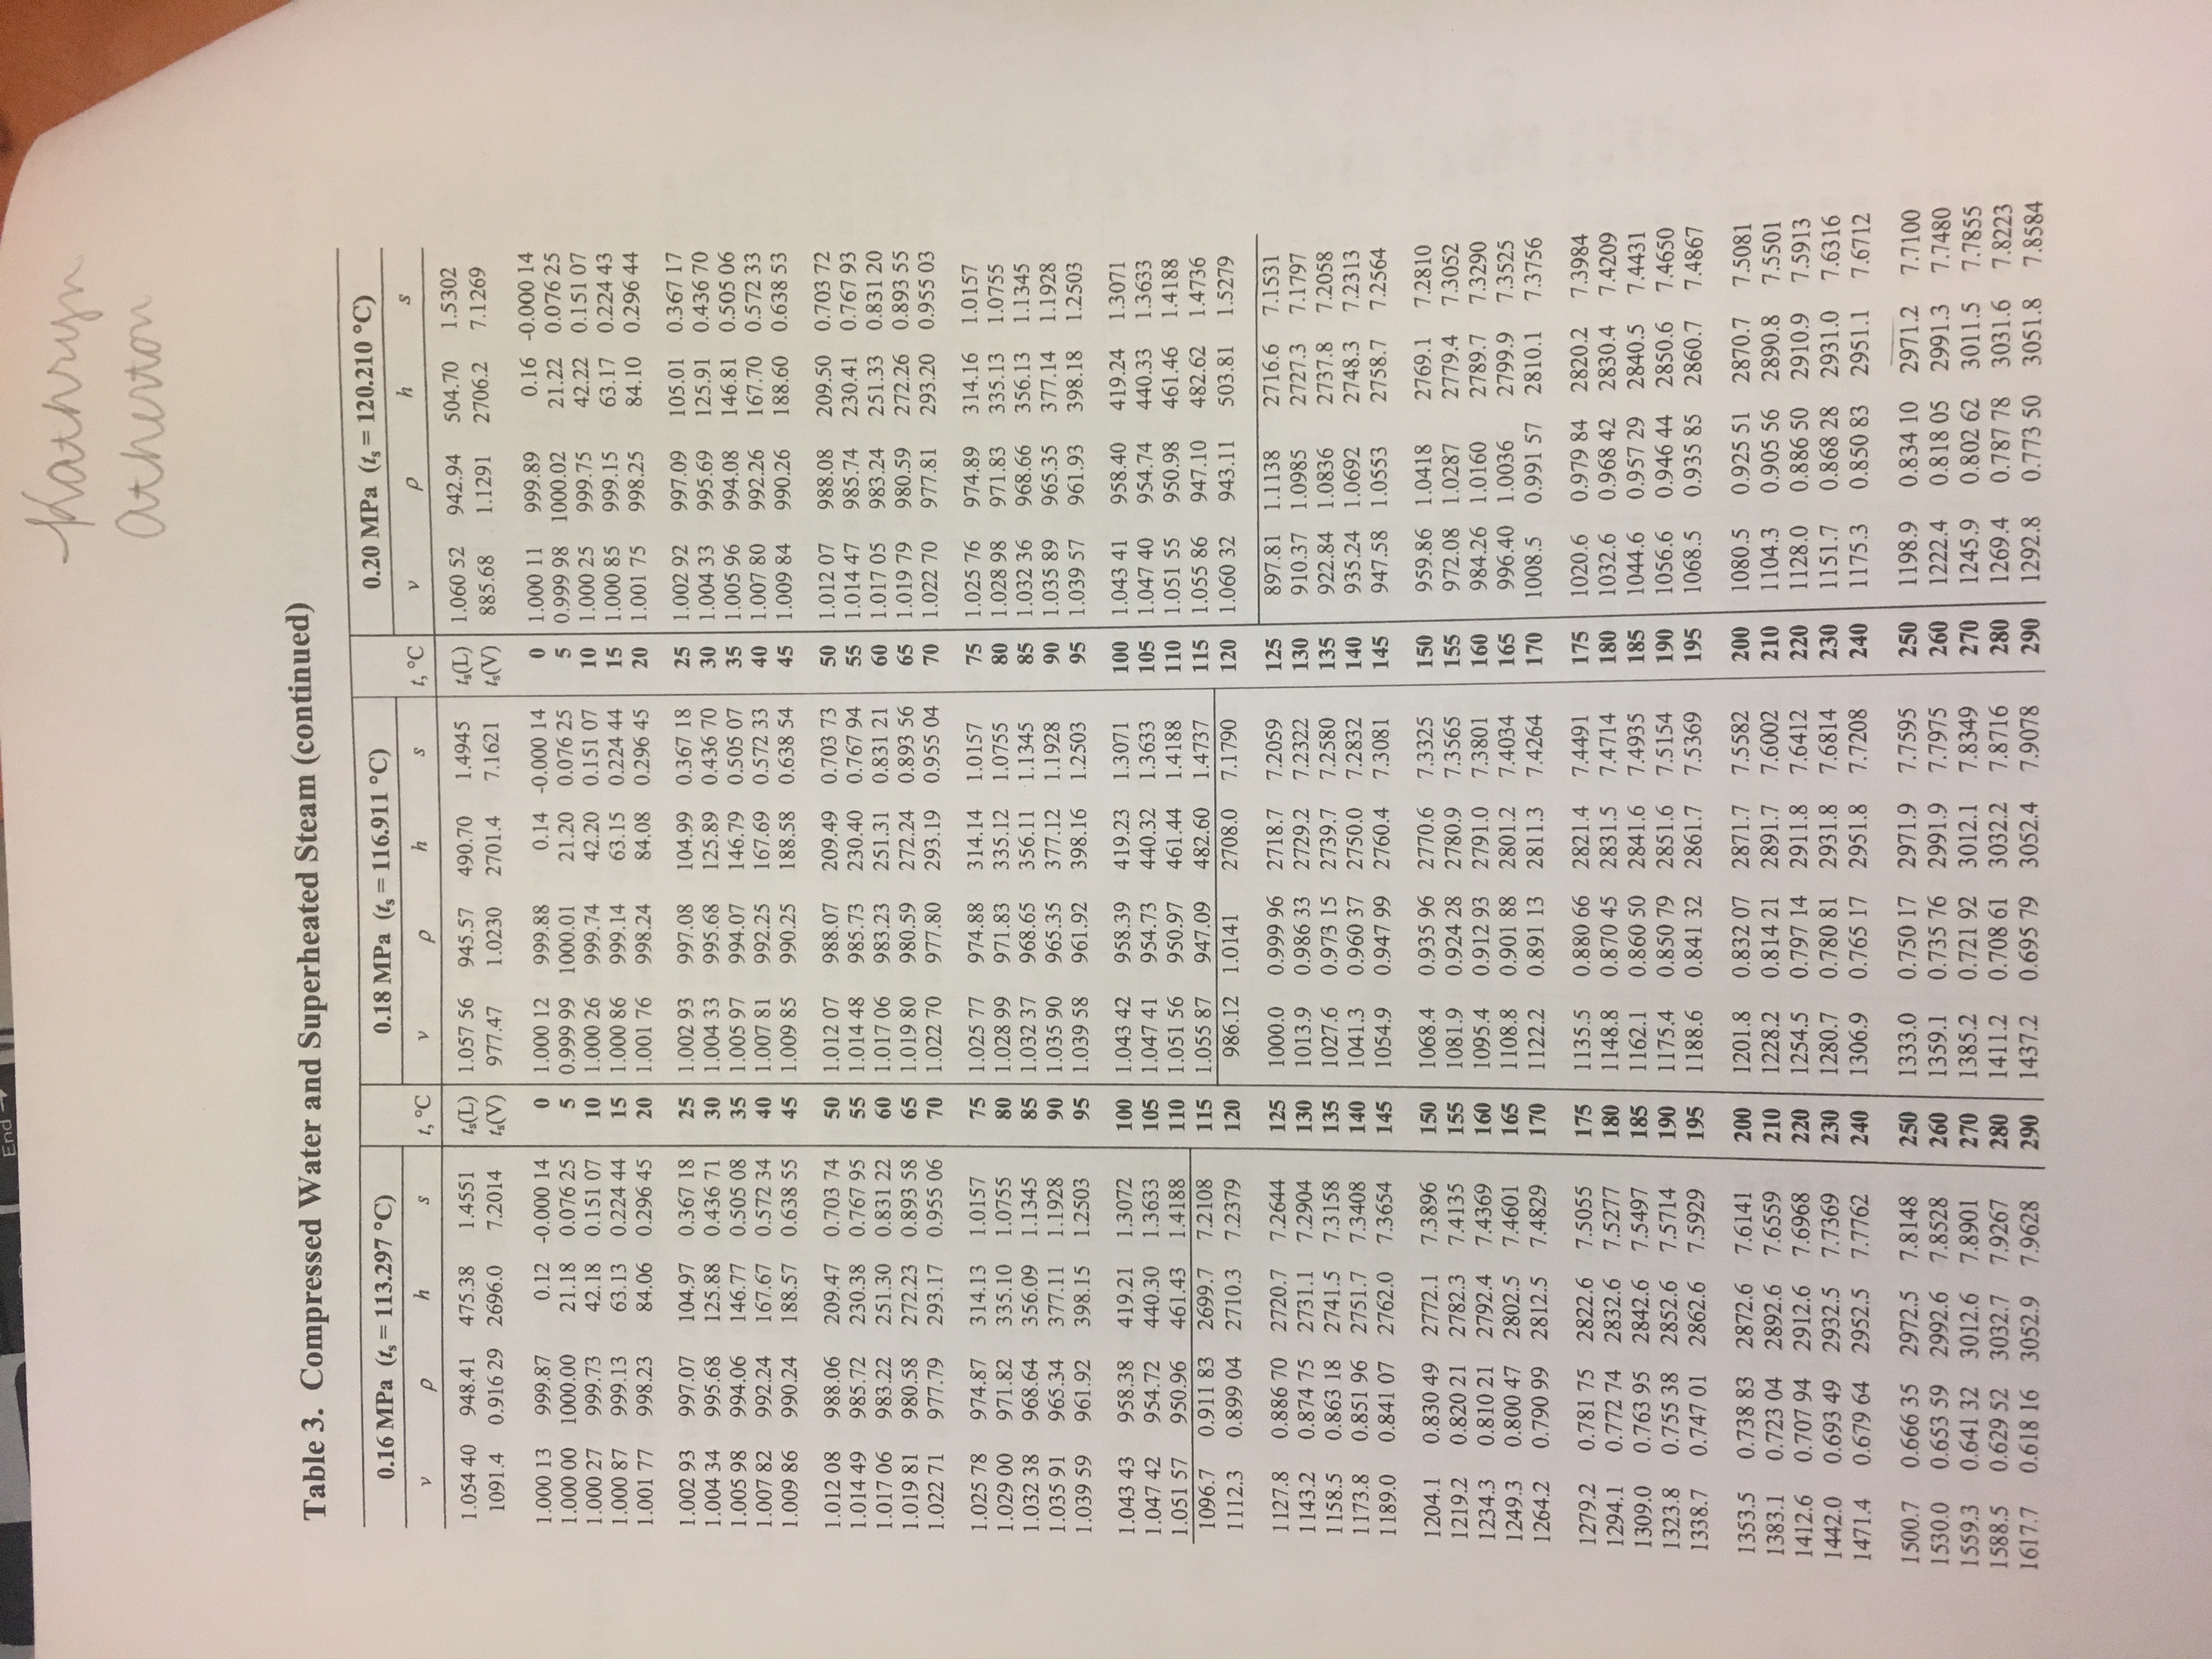 End →
Kathryn
Atherton
Table 3. Compressed Water and Superheated Steam (continued)
0.16 MPa (tₛ = 113.297 °C) 0.18 MPa (tₛ = 116.911 °C) 0.20 MPa (tₛ = 120.210 °C)
v ρ h s t, °C v ρ h s t, °C v ρ h s
1.054 40 948.41 475.38 1.4551 tₛ(L) 1.057 56 945.57 490.70 1.4945 tₛ(L) 1.060 52 942.94 504.70 1.5302
1091.4 0.916 29 2696.0 7.2014 tₛ(V) 977.47 1.0230 2701.4 7.1621 tₛ(V) 885.68 1.1291 2706.2 7.1269
1.000 13 999.87 0.12 -0.000 14 0 1.000 12 999.88 0.14 -0.000 14 0 1.000 11 999.89 0.16 -0.000 14
1.000 00 1000.00 21.18 0.076 25 5 0.999 99 1000.01 21.20 0.076 25 5 0.999 98 1000.02 21.22 0.076 25
1.000 27 999.73 42.18 0.151 07 10 1.000 26 999.74 42.20 0.151 07 10 1.000 25 999.75 42.22 0.151 07
1.000 87 999.13 63.13 0.224 44 15 1.000 86 999.14 63.15 0.224 44 15 1.000 85 999.15 63.17 0.224 43
1.001 77 998.23 84.06 0.296 45 20 1.001 76 998.24 84.08 0.296 45 20 1.001 75 998.25 84.10 0.296 44
1.002 93 997.07 104.97 0.367 18 25 1.002 93 997.08 104.99 0.367 18 25 1.002 92 997.09 105.01 0.367 17
1.004 34 995.68 125.88 0.436 71 30 1.004 33 995.68 125.89 0.436 70 30 1.004 33 995.69 125.91 0.436 70
1.005 98 994.06 146.77 0.505 08 35 1.005 97 994.07 146.79 0.505 07 35 1.005 96 994.08 146.81 0.505 06
1.007 82 992.24 167.67 0.572 34 40 1.007 81 992.25 167.69 0.572 33 40 1.007 80 992.26 167.70 0.572 33
1.009 86 990.24 188.57 0.638 55 45 1.009 85 990.25 188.58 0.638 54 45 1.009 84 990.26 188.60 0.638 53
1.012 08 988.06 209.47 0.703 74 50 1.012 07 988.07 209.49 0.703 73 50 1.012 07 988.08 209.50 0.703 72
1.014 49 985.72 230.38 0.767 95 55 1.014 48 985.73 230.40 0.767 94 55 1.014 47 985.74 230.41 0.767 93
1.017 06 983.22 251.30 0.831 22 60 1.017 06 983.23 251.31 0.831 21 60 1.017 05 983.24 251.33 0.831 20
1.019 81 980.58 272.23 0.893 58 65 1.019 80 980.59 272.24 0.893 56 65 1.019 79 980.59 272.26 0.893 55
1.022 71 977.79 293.17 0.955 06 70 1.022 70 977.80 293.19 0.955 04 70 1.022 70 977.81 293.20 0.955 03
1.025 78 974.87 314.13 1.0157 75 1.025 77 974.88 314.14 1.0157 75 1.025 76 974.89 314.16 1.0157
1.029 00 971.82 335.10 1.0755 80 1.028 99 971.83 335.12 1.0755 80 1.028 98 971.83 335.13 1.0755
1.032 38 968.64 356.09 1.1345 85 1.032 37 968.65 356.11 1.1345 85 1.032 36 968.66 356.13 1.1345
1.035 91 965.34 377.11 1.1928 90 1.035 90 965.35 377.12 1.1928 90 1.035 89 965.35 377.14 1.1928
1.039 59 961.92 398.15 1.2503 95 1.039 58 961.92 398.16 1.2503 95 1.039 57 961.93 398.18 1.2503
1.043 43 958.38 419.21 1.3072 100 1.043 42 958.39 419.23 1.3071 100 1.043 41 958.40 419.24 1.3071
1.047 42 954.72 440.30 1.3633 105 1.047 41 954.73 440.32 1.3633 105 1.047 40 954.74 440.33 1.3633
1.051 57 950.96 461.43 1.4188 110 1.051 56 950.97 461.44 1.4188 110 1.051 55 950.98 461.46 1.4188
1096.7 0.911 83 2699.7 7.2108 115 1.055 87 947.09 482.60 1.4737 115 1.055 86 947.10 482.62 1.4736
1112.3 0.899 04 2710.3 7.2379 120 986.12 1.0141 2708.0 7.1790 120 1.060 32 943.11 503.81 1.5279
1127.8 0.886 70 2720.7 7.2644 125 1000.0 0.999 96 2718.7 7.2059 125 897.81 1.1138 2716.6 7.1531
1143.2 0.874 75 2731.1 7.2904 130 1013.9 0.986 33 2729.2 7.2322 130 910.37 1.0985 2727.3 7.1797
1158.5 0.863 18 2741.5 7.3158 135 1027.6 0.973 15 2739.7 7.2580 135 922.84 1.0836 2737.8 7.2058
1173.8 0.851 96 2751.7 7.3408 140 1041.3 0.960 37 2750.0 7.2832 140 935.24 1.0692 2748.3 7.2313
1189.0 0.841 07 2762.0 7.3654 145 1054.9 0.947 99 2760.4 7.3081 145 947.58 1.0553 2758.7 7.2564
1204.1 0.830 49 2772.1 7.3896 150 1068.4 0.935 96 2770.6 7.3325 150 959.86 1.0418 2769.1 7.2810
1219.2 0.820 21 2782.3 7.4135 155 1081.9 0.924 28 2780.9 7.3565 155 972.08 1.0287 2779.4 7.3052
1234.3 0.810 21 2792.4 7.4369 160 1095.4 0.912 93 2791.0 7.3801 160 984.26 1.0160 2789.7 7.3290
1249.3 0.800 47 2802.5 7.4601 165 1108.8 0.901 88 2801.2 7.4034 165 996.40 1.0036 2799.9 7.3525
1264.2 0.790 99 2812.5 7.4829 170 1122.2 0.891 13 2811.3 7.4264 170 1008.5 0.991 57 2810.1 7.3756
1279.2 0.781 75 2822.6 7.5055 175 1135.5 0.880 66 2821.4 7.4491 175 1020.6 0.979 84 2820.2 7.3984
1294.1 0.772 74 2832.6 7.5277 180 1148.8 0.870 45 2831.5 7.4714 180 1032.6 0.968 42 2830.4 7.4209
1309.0 0.763 95 2842.6 7.5497 185 1162.1 0.860 50 2841.6 7.4935 185 1044.6 0.957 29 2840.5 7.4431
1323.8 0.755 38 2852.6 7.5714 190 1175.4 0.850 79 2851.6 7.5154 190 1056.6 0.946 44 2850.6 7.4650
1338.7 0.747 01 2862.6 7.5929 195 1188.6 0.841 32 2861.7 7.5369 195 1068.5 0.935 85 2860.7 7.4867
1353.5 0.738 83 2872.6 7.6141 200 1201.8 0.832 07 2871.7 7.5582 200 1080.5 0.925 51 2870.7 7.5081
1383.1 0.723 04 2892.6 7.6559 210 1228.2 0.814 21 2891.7 7.6002 210 1104.3 0.905 56 2890.8 7.5501
1412.6 0.707 94 2912.6 7.6968 220 1254.5 0.797 14 2911.8 7.6412 220 1128.0 0.886 50 2910.9 7.5913
1442.0 0.693 49 2932.5 7.7369 230 1280.7 0.780 81 2931.8 7.6814 230 1151.7 0.868 28 2931.0 7.6316
1471.4 0.679 64 2952.5 7.7762 240 1306.9 0.765 17 2951.8 7.7208 240 1175.3 0.850 83 2951.1 7.6712
1500.7 0.666 35 2972.5 7.8148 250 1333.0 0.750 17 2971.9 7.7595 250 1198.9 0.834 10 2971.2 7.7100
1530.0 0.653 59 2992.6 7.8528 260 1359.1 0.735 76 2991.9 7.7975 260 1222.4 0.818 05 2991.3 7.7480
1559.3 0.641 32 3012.6 7.8901 270 1385.2 0.721 92 3012.1 7.8349 270 1245.9 0.802 62 3011.5 7.7855
1588.5 0.629 52 3032.7 7.9267 280 1411.2 0.708 61 3032.2 7.8716 280 1269.4 0.787 78 3031.6 7.8223
1617.7 0.618 16 3052.9 7.9628 290 1437.2 0.695 79 3052.4 7.9078 290 1292.8 0.773 50 3051.8 7.8584